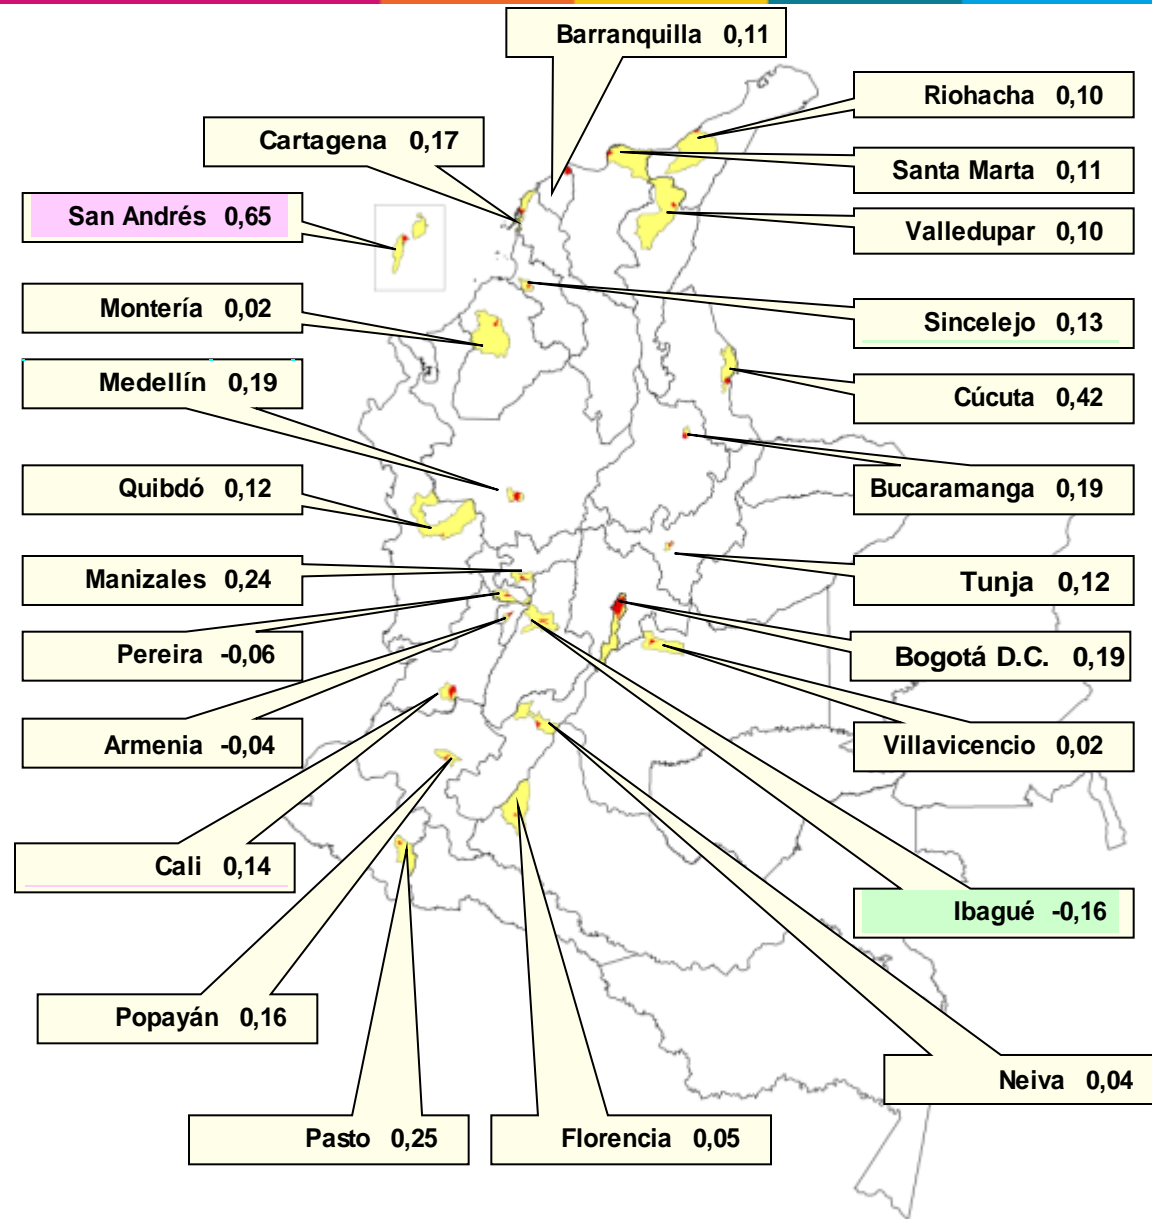 Barranquilla 0,11
Riohacha 0,10
Cartagena 0,17
Santa Marta 0,11
San Andrés 0,65
Valledupar 0,10
Montería 0,02
Sincelejo 0,13
Medellín 0,19
Cúcuta 0,42
Quibdó 0,12
Bucaramanga 0,19
Manizales 0,24
Tunja 0,12
Pereira -0,06
Bogotá D.C. 0,19
Armenia -0,04
Villavicencio 0,02
Cali 0,14
Ibagué -0,16
Popayán 0,16
Neiva 0,04
Pasto 0,25
Florencia 0,05